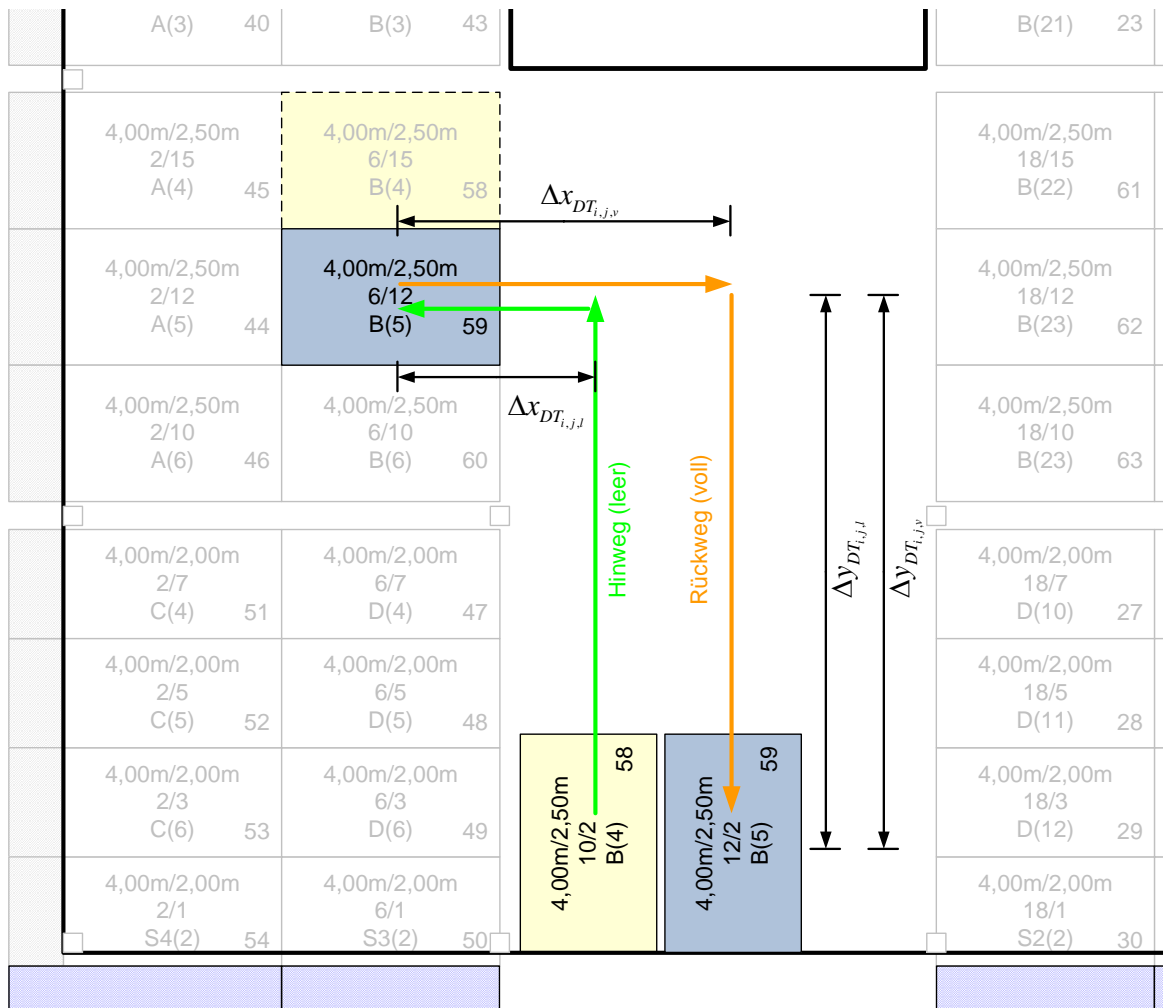 A(3) 40
B(3) 43
B(21) 23
4,00m/2,50m
2/15
A(4) 45
4,00m/2,50m
6/15
B(4) 58
4,00m/2,50m
18/15
B(22) 61
Δx_{DT_{i,j,v}}
4,00m/2,50m
2/12
A(5) 44
4,00m/2,50m
6/12
B(5) 59
4,00m/2,50m
18/12
B(23) 62
Δx_{DT_{i,j,l}}
4,00m/2,50m
2/10
A(6) 46
4,00m/2,50m
6/10
B(6) 60
4,00m/2,50m
18/10
B(23) 63
Hinweg (leer)
Rückweg (voll)
Δy_{DT_{i,j,l}}
Δy_{DT_{i,j,v}}
4,00m/2,00m
2/7
C(4) 51
4,00m/2,00m
6/7
D(4) 47
4,00m/2,00m
18/7
D(10) 27
4,00m/2,00m
2/5
C(5) 52
4,00m/2,00m
6/5
D(5) 48
4,00m/2,00m
18/5
D(11) 28
4,00m/2,00m
2/3
C(6) 53
4,00m/2,00m
6/3
D(6) 49
4,00m/2,50m
10/2
B(4)
58
4,00m/2,50m
12/2
B(5)
59
4,00m/2,00m
18/3
D(12) 29
4,00m/2,00m
2/1
S4(2) 54
4,00m/2,00m
6/1
S3(2) 50
4,00m/2,00m
18/1
S2(2) 30